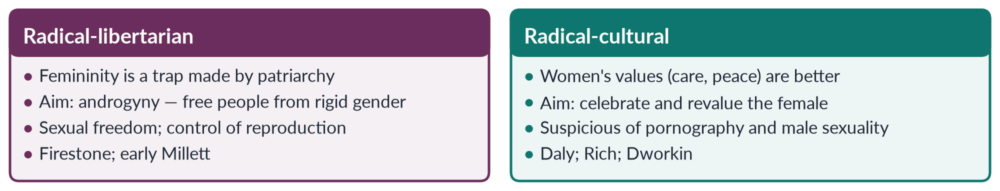 Radical-libertarian
• Femininity is a trap made by patriarchy
• Aim: androgyny — free people from rigid gender
• Sexual freedom; control of reproduction
• Firestone; early Millett
Radical-cultural
• Women's values (care, peace) are better
• Aim: celebrate and revalue the female
• Suspicious of pornography and male sexuality
• Daly; Rich; Dworkin